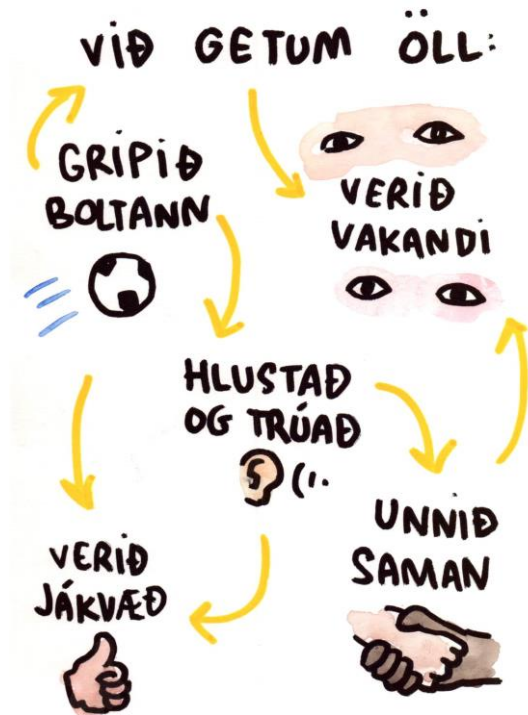 VIÐ GETUM ÖLL:
GRIPIÐ
BOLTANN
VERIÐ
VAKANDI
HLUSTAÐ
OG TRÚAÐ
UNNIÐ
SAMAN
VERIÐ
JÁKVÆÐ